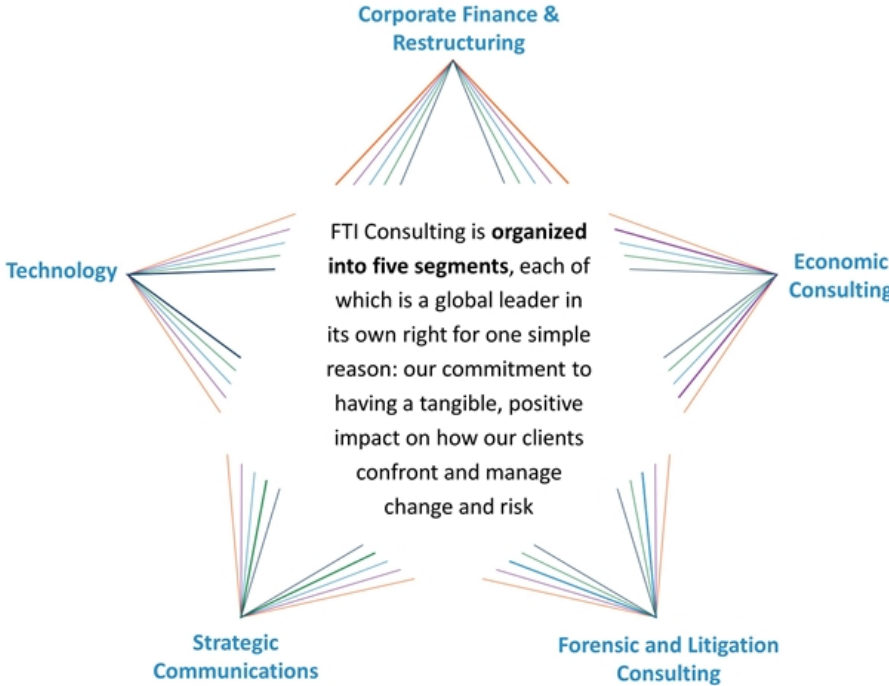 Corporate Finance &
Restructuring
FTI Consulting is organized
into five segments, each of
which is a global leader in
its own right for one simple
reason: our commitment to
having a tangible, positive
impact on how our clients
confront and manage
change and risk
Technology
Economic
Consulting
Strategic
Communications
Forensic and Litigation
Consulting